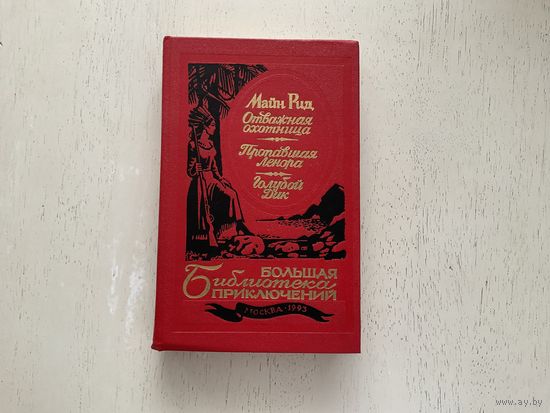 Майн Рид
Отважная
охотница
Пропавшая
Ленора
Голубой
Дик
БОЛЬШАЯ
Библиотека
ПРИКЛЮЧЕНИЙ
МОСКВА·1993
www.ay.by